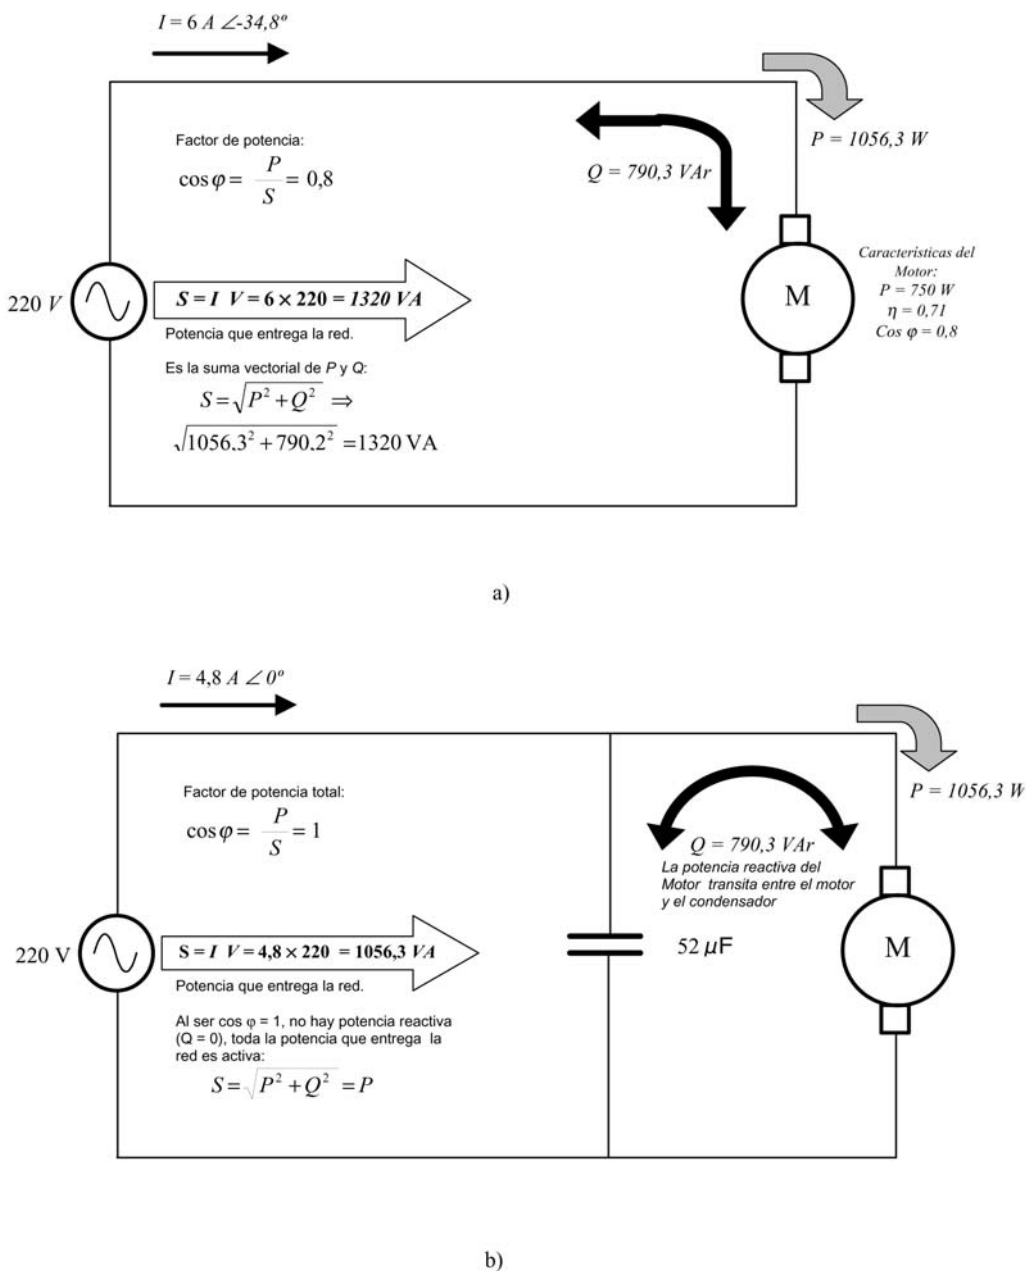 I = 6 A ∠-34,8º
Factor de potencia:
cos φ = P / S = 0,8
P = 1056,3 W
Q = 790,3 VAr
220 V
S = I V = 6 × 220 = 1320 VA
Potencia que entrega la red.
Es la suma vectorial de P y Q:
S = √P² + Q² ⇒
√1056.3² + 790.2² = 1320 VA
M
Características del
Motor:
P = 750 W
η = 0,71
Cos φ = 0,8
a)
I = 4,8 A ∠ 0º
Factor de potencia total:
cos φ = P / S = 1
P = 1056,3 W
Q = 790,3 VAr
La potencia reactiva del
Motor transita entre el motor
y el condensador
220 V
S = I V = 4,8 × 220 = 1056,3 VA
Potencia que entrega la red.
Al ser cos φ = 1, no hay potencia reactiva
(Q = 0), toda la potencia que entrega la
red es activa:
S = √P² + Q² = P
52 µF
M
b)